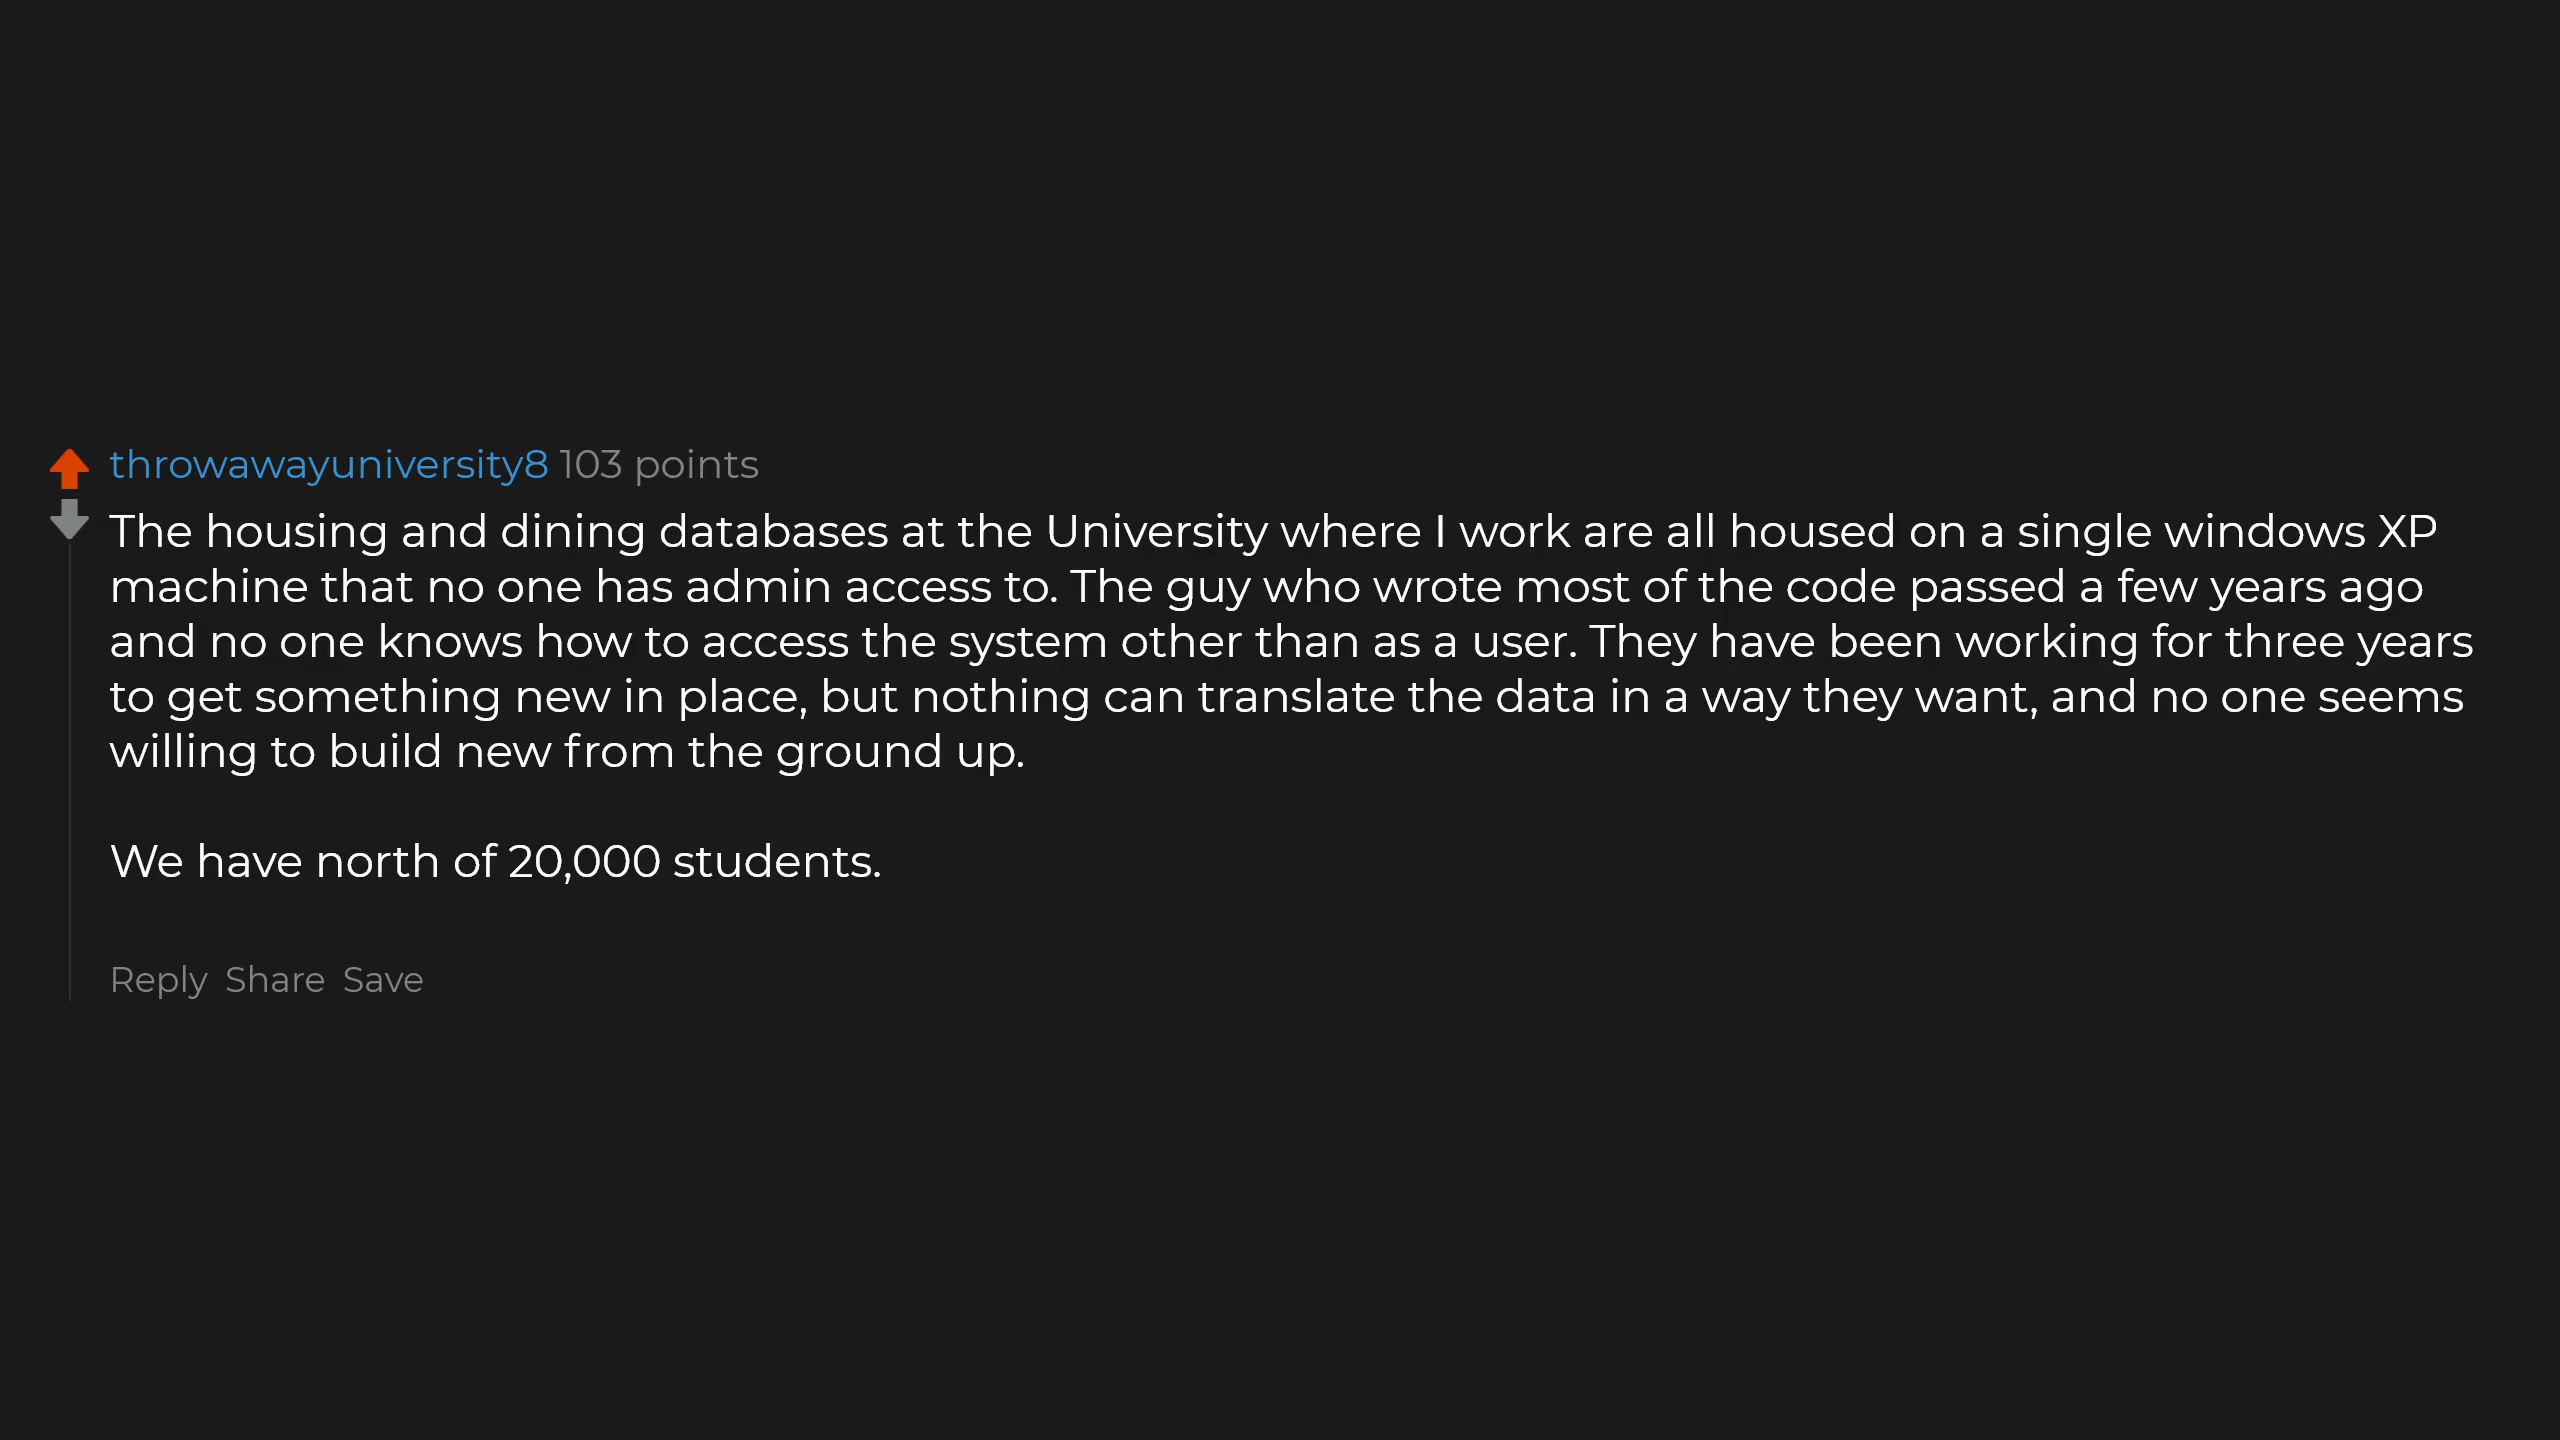 throwawayuniversity8 103 points
The housing and dining databases at the University where I work are all housed on a single windows XP
machine that no one has admin access to. The guy who wrote most of the code passed a few years ago
and no one knows how to access the system other than as a user. They have been working for three years
to get something new in place, but nothing can translate the data in a way they want, and no one seems
willing to build new from the ground up.
We have north of 20,000 students.
Reply Share Save